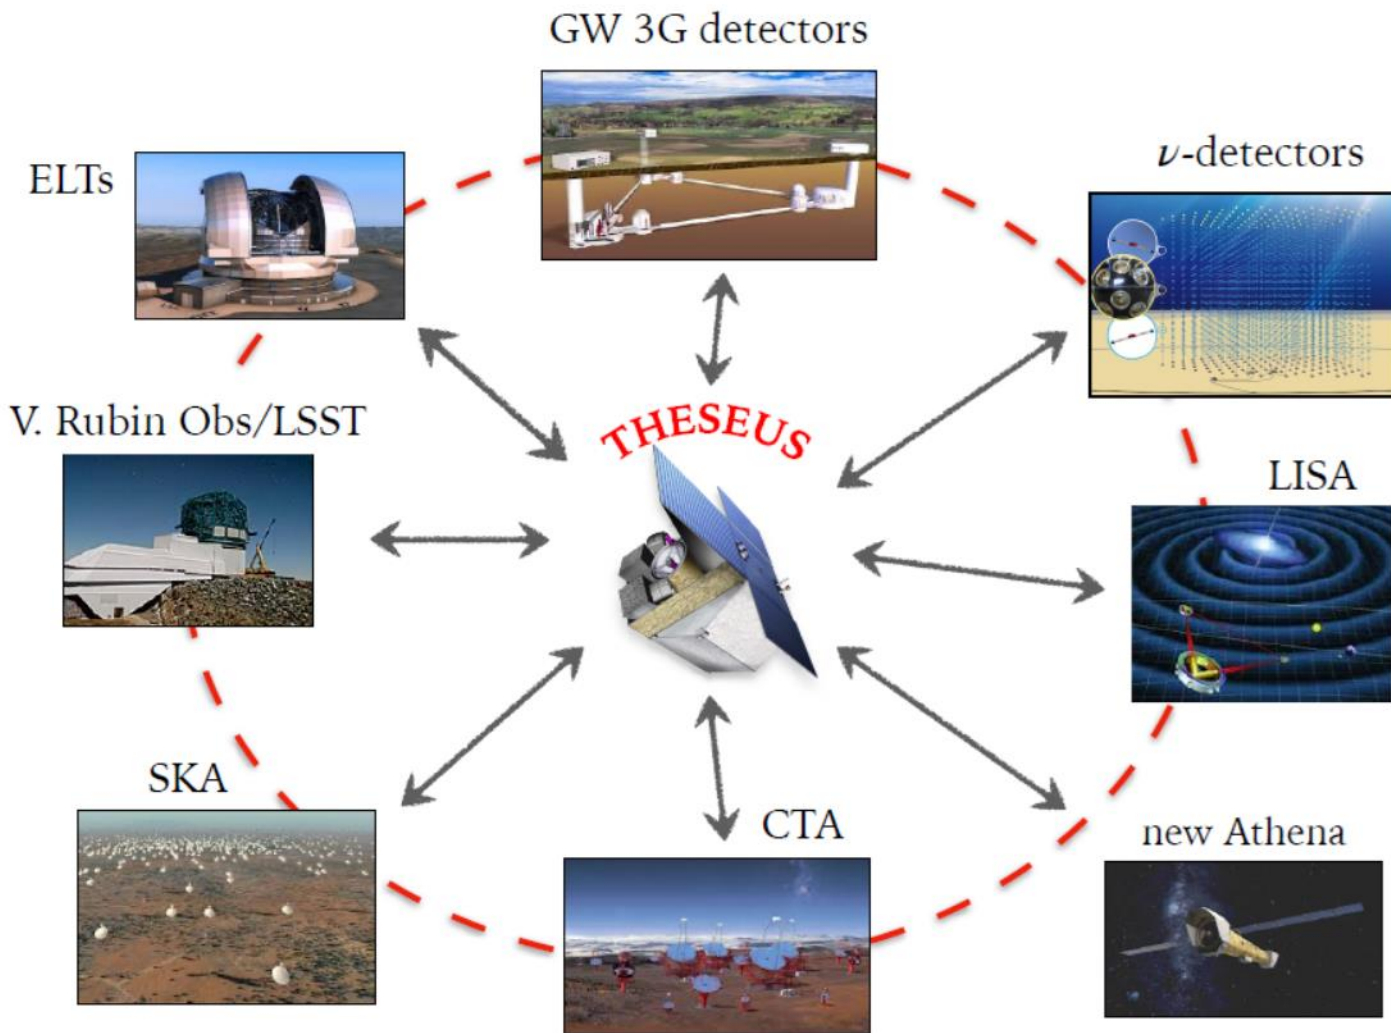 GW 3G detectors
ELTs
ν-detectors
V. Rubin Obs/LSST
THESEUS
LISA
SKA
CTA
new Athena